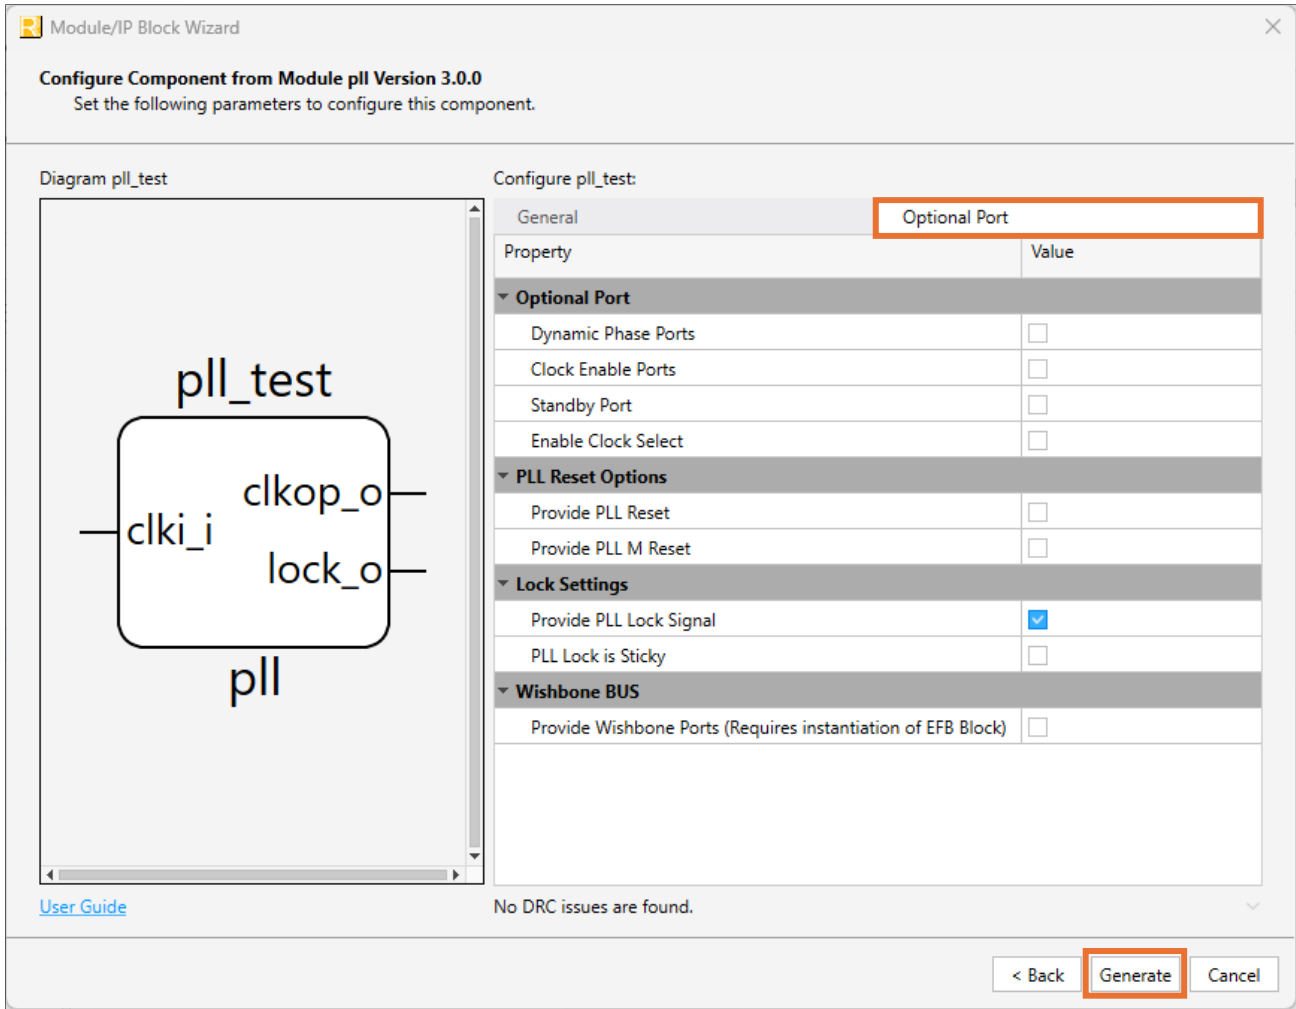 Module/IP Block Wizard
Configure Component from Module pll Version 3.0.0
Set the following parameters to configure this component.
Diagram pll_test
pll_test
clki_i
clkop_o
lock_o
pll
User Guide
Configure pll_test:
General Optional Port
Property Value
Optional Port
Dynamic Phase Ports
Clock Enable Ports
Standby Port
Enable Clock Select
PLL Reset Options
Provide PLL Reset
Provide PLL M Reset
Lock Settings
Provide PLL Lock Signal
PLL Lock is Sticky
Wishbone BUS
Provide Wishbone Ports (Requires instantiation of EFB Block)
No DRC issues are found.
< Back Generate Cancel